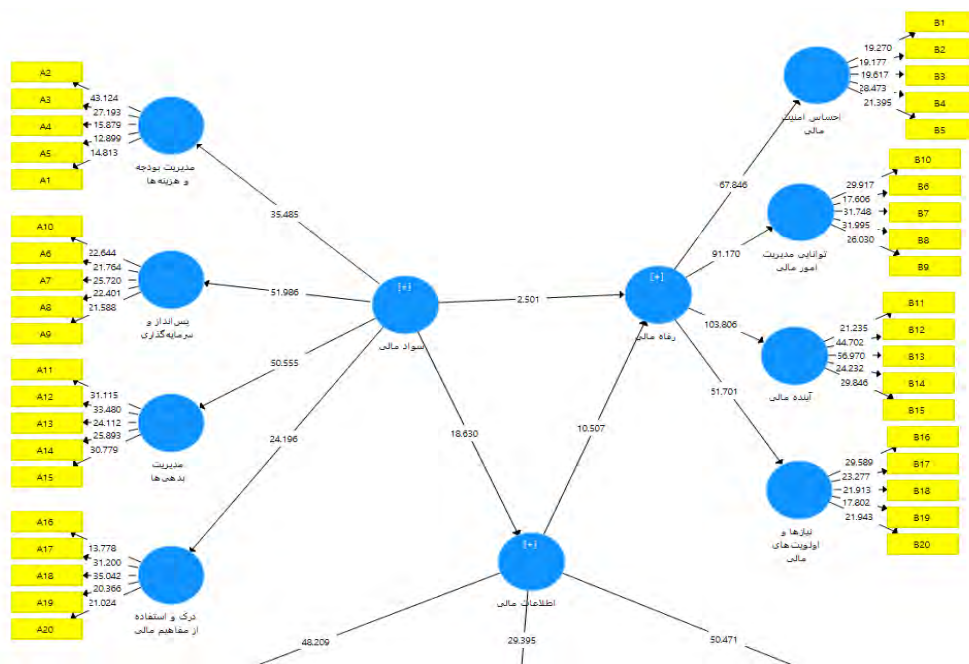 A2
A3
A4
A5
A1
43.124
27.193
15.879
12.899
14.813
مدیریت بودجه
و هزینه‌ها
A10
A6
A7
A8
A9
22.644
21.764
25.720
22.401
21.588
پس‌انداز و
سرمایه‌گذاری
A11
A12
A13
A14
A15
31.115
33.480
24.112
25.893
30.779
مدیریت
بدهی‌ها
A16
A17
A18
A19
A20
13.778
31.200
35.042
20.366
21.024
درک و استفاده
از مفاهیم مالی
35.485
51.986
50.555
24.196
[+]
سواد مالی
2.501
18.630
10.507
[+]
اطلاعات مالی
48.209
29.395
50.471
[+]
رفاه مالی
67.846
91.170
103.806
51.701
احساس امنیت
مالی
19.270
19.177
19.617
28.473
21.395
B1
B2
B3
B4
B5
توانایی مدیریت
امور مالی
29.917
17.606
31.748
31.995
26.030
B10
B6
B7
B8
B9
آینده مالی
21.235
44.702
56.970
24.232
29.846
B11
B12
B13
B14
B15
نیازها و
اولویت‌های
مالی
29.589
23.277
21.913
17.802
21.943
B16
B17
B18
B19
B20